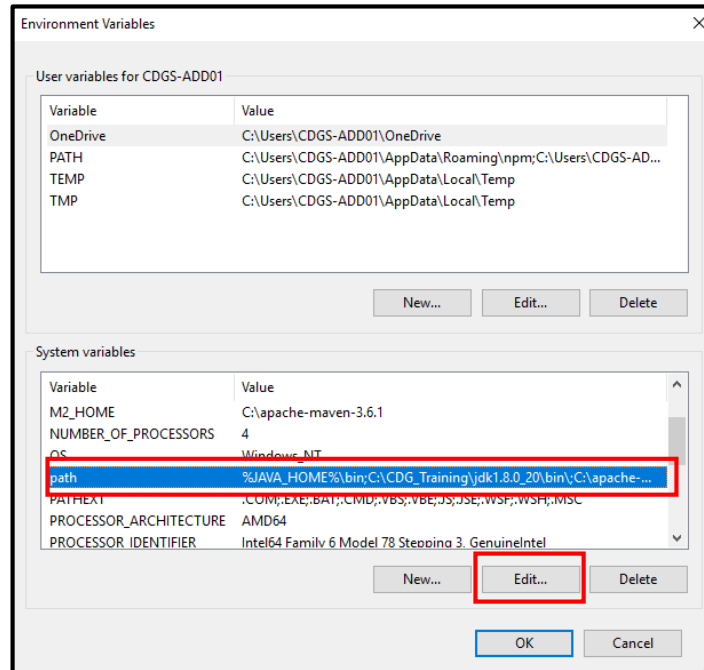 Environment Variables
User variables for CDGS-ADD01
Variable Value
OneDrive C:\Users\CDGS-ADD01\OneDrive
PATH C:\Users\CDGS-ADD01\AppData\Roaming\npm;C:\Users\CDGS-AD...
TEMP C:\Users\CDGS-ADD01\AppData\Local\Temp
TMP C:\Users\CDGS-ADD01\AppData\Local\Temp
New... Edit... Delete
System variables
Variable Value
M2_HOME C:\apache-maven-3.6.1
NUMBER_OF_PROCESSORS 4
OS Windows_NT
path %JAVA_HOME%\bin;C:\CDG_Training\jdk1.8.0_20\bin\;C:\apache-...
PATHEXT .COM;.EXE;.BAT;.CMD;.VBS;.VBE;.JS;.JSE;.WSF;.WSH;.MSC
PROCESSOR_ARCHITECTURE AMD64
PROCESSOR_IDENTIFIER Intel64 Family 6 Model 78 Stepping 3, GenuineIntel
New... Edit... Delete
OK Cancel